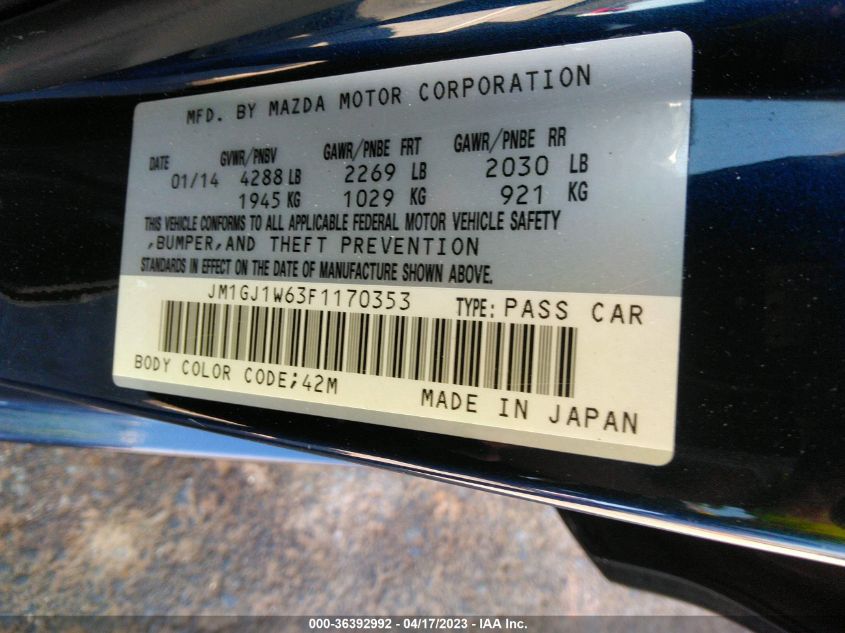 MFD. BY MAZDA MOTOR CORPORATION
DATE GVWR/PNBV GAWR/PNBE FRT GAWR/PNBE RR
01/14 4288 LB 2269 LB 2030 LB
1945 KG 1029 KG 921 KG
THIS VEHICLE CONFORMS TO ALL APPLICABLE FEDERAL MOTOR VEHICLE SAFETY
,BUMPER,AND THEFT PREVENTION
STANDARDS IN EFFECT ON THE DATE OF MANUFACTURE SHOWN ABOVE.
JM1GJ1W63F1170353 TYPE: PASS CAR
BODY COLOR CODE;42M
MADE IN JAPAN
000-36392992 - 04/17/2023 - IAA Inc.